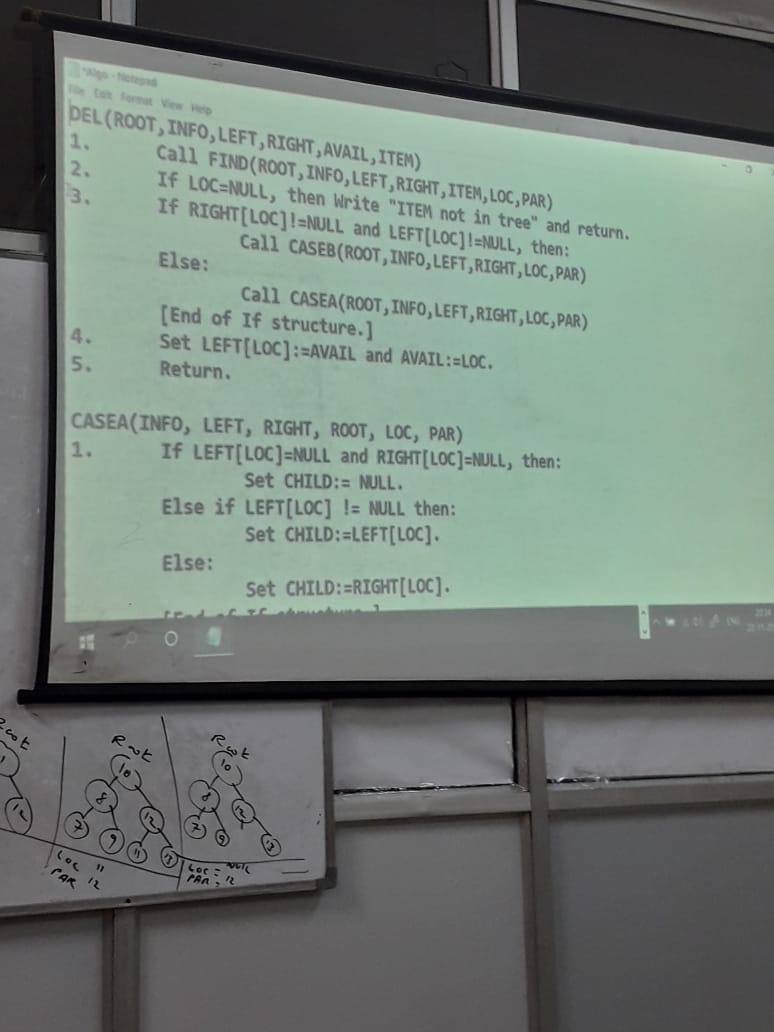 *Algo - Notepad
File Edit Format View Help
DEL(ROOT,INFO,LEFT,RIGHT,AVAIL,ITEM)
1. Call FIND(ROOT,INFO,LEFT,RIGHT,ITEM,LOC,PAR)
2. If LOC=NULL, then Write "ITEM not in tree" and return.
3. If RIGHT[LOC]!=NULL and LEFT[LOC]!=NULL, then:
Call CASEB(ROOT,INFO,LEFT,RIGHT,LOC,PAR)
Else:
Call CASEA(ROOT,INFO,LEFT,RIGHT,LOC,PAR)
[End of If structure.]
4. Set LEFT[LOC]:=AVAIL and AVAIL:=LOC.
5. Return.
CASEA(INFO, LEFT, RIGHT, ROOT, LOC, PAR)
1. If LEFT[LOC]=NULL and RIGHT[LOC]=NULL, then:
Set CHILD:= NULL.
Else if LEFT[LOC] != NULL then:
Set CHILD:=LEFT[LOC].
Else:
Set CHILD:=RIGHT[LOC].
[End of If structure.]
ENG
Root Root
10 10
8 8
12 12 12
7 9 11 13 7 9 13
LOC 11 LOC =
PAR 12 PAR = 12